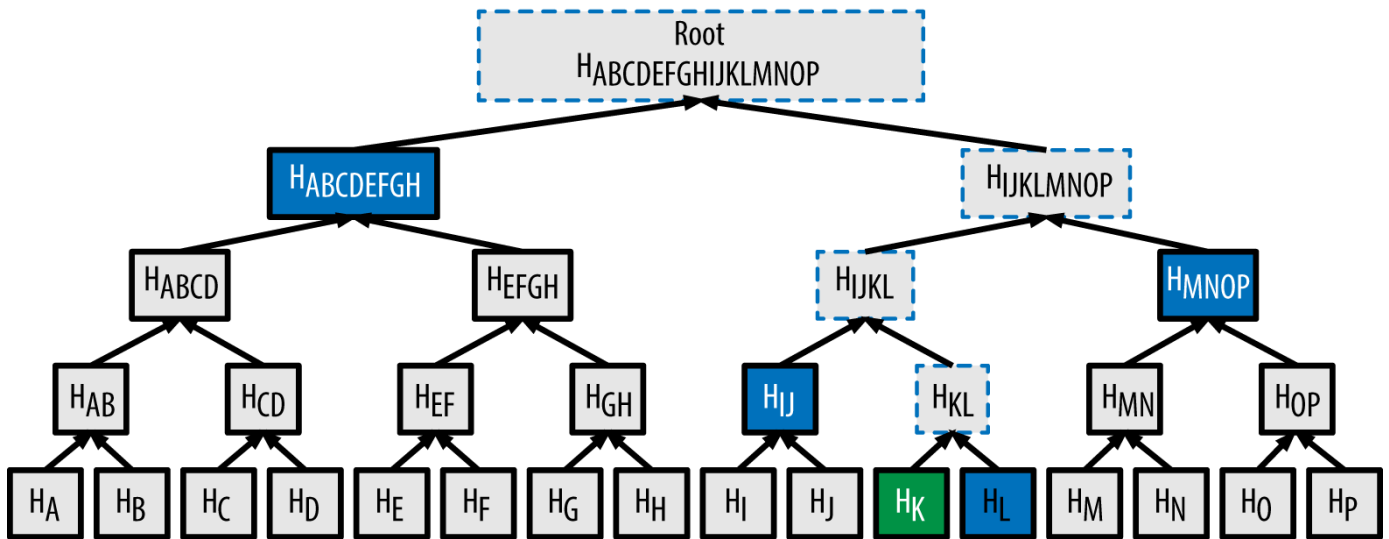 Root
HABCDEFGHIJKLMNOP
HABCDEFGH HIJKLMNOP
HABCD HEFGH HIJKL HMNOP
HAB HCD HEF HGH HIJ HKL HMN HOP
HA HB HC HD HE HF HG HH HI HJ HK HL HM HN HO HP